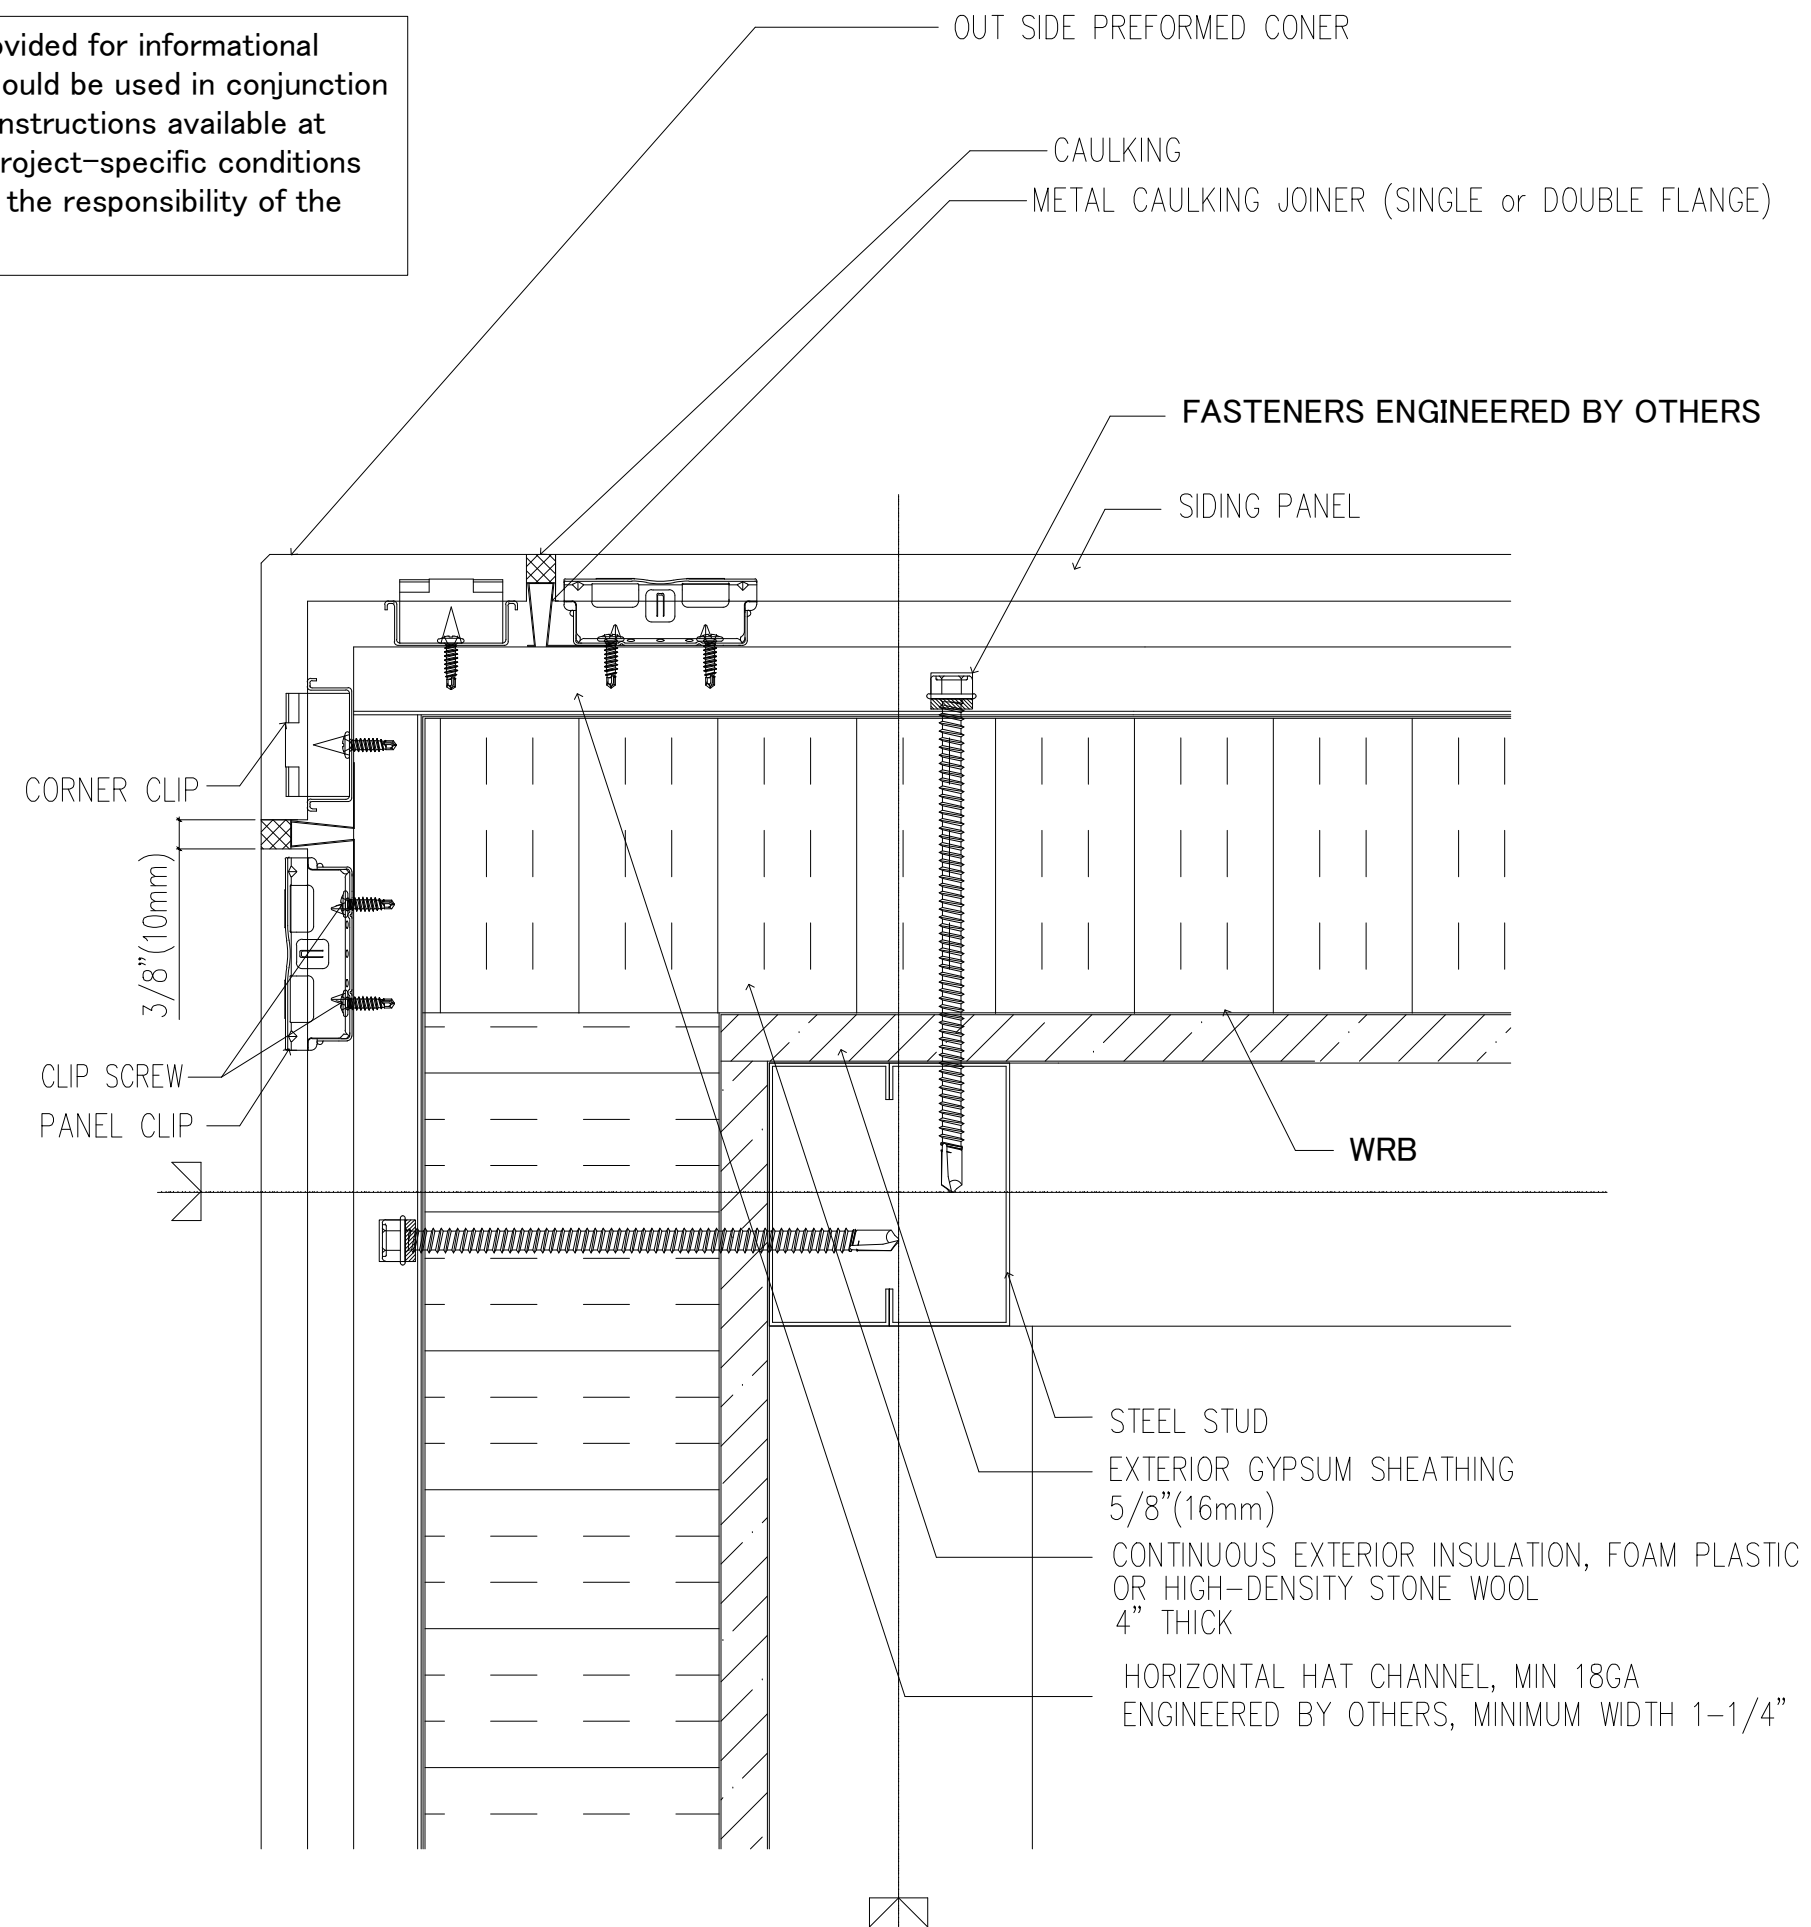 ovided for informational
ould be used in conjunction
nstructions available at
roject-specific conditions
the responsibility of the
OUT SIDE PREFORMED CONER
CAULKING
METAL CAULKING JOINER (SINGLE or DOUBLE FLANGE)
FASTENERS ENGINEERED BY OTHERS
SIDING PANEL
CORNER CLIP
3/8"(10mm)
CLIP SCREW
PANEL CLIP
WRB
STEEL STUD
EXTERIOR GYPSUM SHEATHING
5/8"(16mm)
CONTINUOUS EXTERIOR INSULATION, FOAM PLASTIC
OR HIGH-DENSITY STONE WOOL
4" THICK
HORIZONTAL HAT CHANNEL, MIN 18GA
ENGINEERED BY OTHERS, MINIMUM WIDTH 1-1/4"